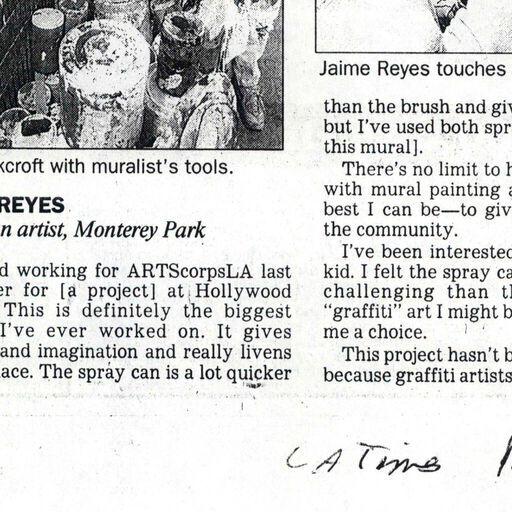 kcroft with muralist's tools.
REYES
n artist, Monterey Park
d working for ARTScorpsLA last
er for [a project] at Hollywood
This is definitely the biggest
I've ever worked on. It gives
and imagination and really livens
ace. The spray can is a lot quicker
Jaime Reyes touches
than the brush and giv
but I've used both spr
this mural].
There's no limit to h
with mural painting a
best I can be—to giv
the community.
I've been interested
kid. I felt the spray ca
challenging than th
"graffiti" art I might b
me a choice.
This project hasn't b
because graffiti artists
LA Times